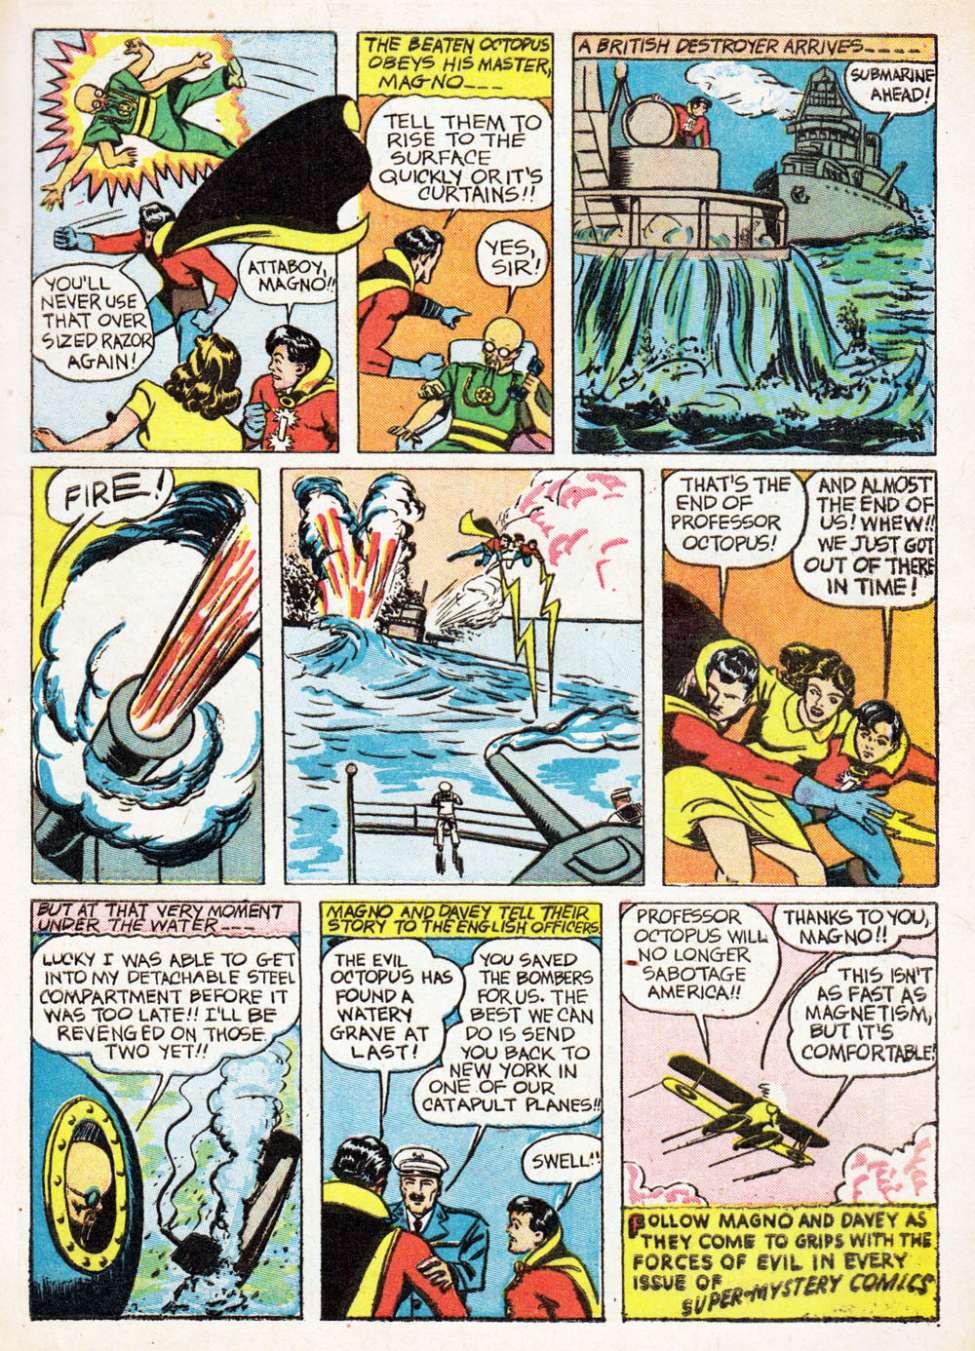 YOU'LL
NEVER USE
THAT OVER
SIZED RAZOR
AGAIN!
ATTABOY,
MAGNO!!
THE BEATEN OCTOPUS
OBEYS HIS MASTER,
MAGNO---
TELL THEM TO
RISE TO THE
SURFACE
QUICKLY OR IT'S
CURTAINS!!
YES,
SIR!
A BRITISH DESTROYER ARRIVES----
SUBMARINE
AHEAD!
FIRE!
THAT'S THE
END OF
PROFESSOR
OCTOPUS!
AND ALMOST
THE END OF
US! WHEW!!
WE JUST GOT
OUT OF THERE
IN TIME!
BUT AT THAT VERY MOMENT
UNDER THE WATER---
LUCKY I WAS ABLE TO GET
INTO MY DETACHABLE STEEL
COMPARTMENT BEFORE IT
WAS TOO LATE!! I'LL BE
REVENGED ON THOSE
TWO YET!!
MAGNO AND DAVEY TELL THEIR
STORY TO THE ENGLISH OFFICERS.
THE EVIL
OCTOPUS HAS
FOUND A
WATERY
GRAVE AT
LAST!
YOU SAVED
THE BOMBERS
FOR US. THE
BEST WE CAN
DO IS SEND
YOU BACK TO
NEW YORK IN
ONE OF OUR
CATAPULT PLANES!!
SWELL!!
PROFESSOR
OCTOPUS WILL
NO LONGER
SABOTAGE
AMERICA!!
THANKS TO YOU,
MAGNO!!
THIS ISN'T
AS FAST AS
MAGNETISM,
BUT IT'S
COMFORTABLE!
FOLLOW MAGNO AND DAVEY AS
THEY COME TO GRIPS WITH THE
FORCES OF EVIL IN EVERY
ISSUE OF
SUPER-MYSTERY COMICS